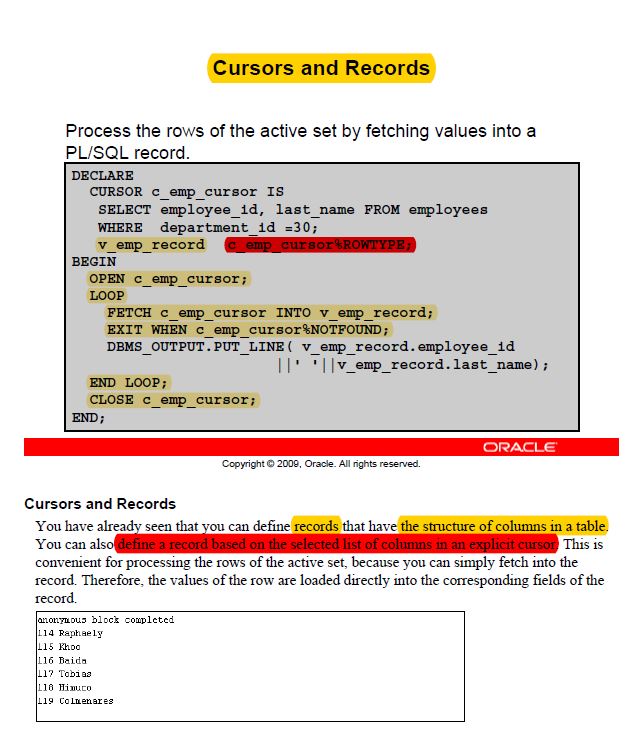 Cursors and Records
Process the rows of the active set by fetching values into a
PL/SQL record.
DECLARE
CURSOR c_emp_cursor IS
SELECT employee_id, last_name FROM employees
WHERE department_id =30;
v_emp_record c_emp_cursor%ROWTYPE;
BEGIN
OPEN c_emp_cursor;
LOOP
FETCH c_emp_cursor INTO v_emp_record;
EXIT WHEN c_emp_cursor%NOTFOUND;
DBMS_OUTPUT.PUT_LINE( v_emp_record.employee_id
||' '||v_emp_record.last_name);
END LOOP;
CLOSE c_emp_cursor;
END;
ORACLE
Copyright © 2009, Oracle. All rights reserved.
Cursors and Records
You have already seen that you can define records that have the structure of columns in a table.
You can also define a record based on the selected list of columns in an explicit cursor. This is
convenient for processing the rows of the active set, because you can simply fetch into the
record. Therefore, the values of the row are loaded directly into the corresponding fields of the
record.
anonymous block completed
114 Raphaely
115 Khoo
116 Baida
117 Tobias
118 Himuro
119 Colmenares